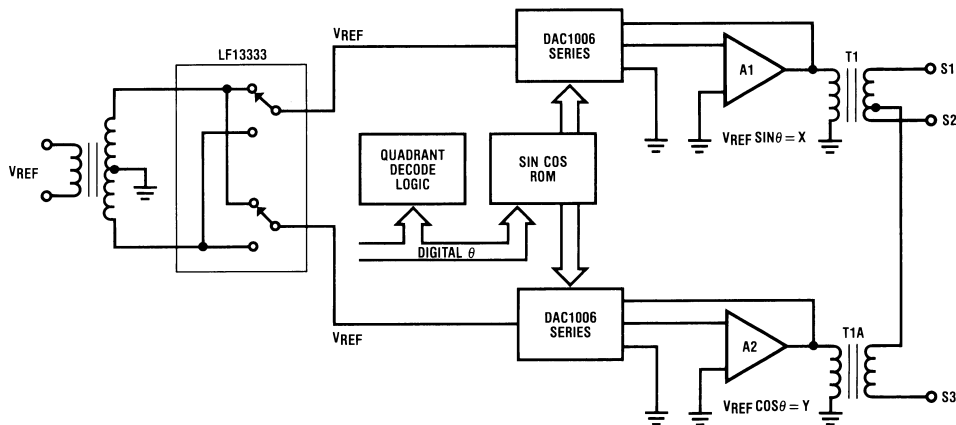 LF13333
VREF
DAC1006
SERIES
A1
T1
S1
S2
VREF
QUADRANT
DECODE
LOGIC
SIN COS
ROM
VREF SINθ = X
DIGITAL θ
VREF
DAC1006
SERIES
A2
T1A
S3
VREF COSθ = Y